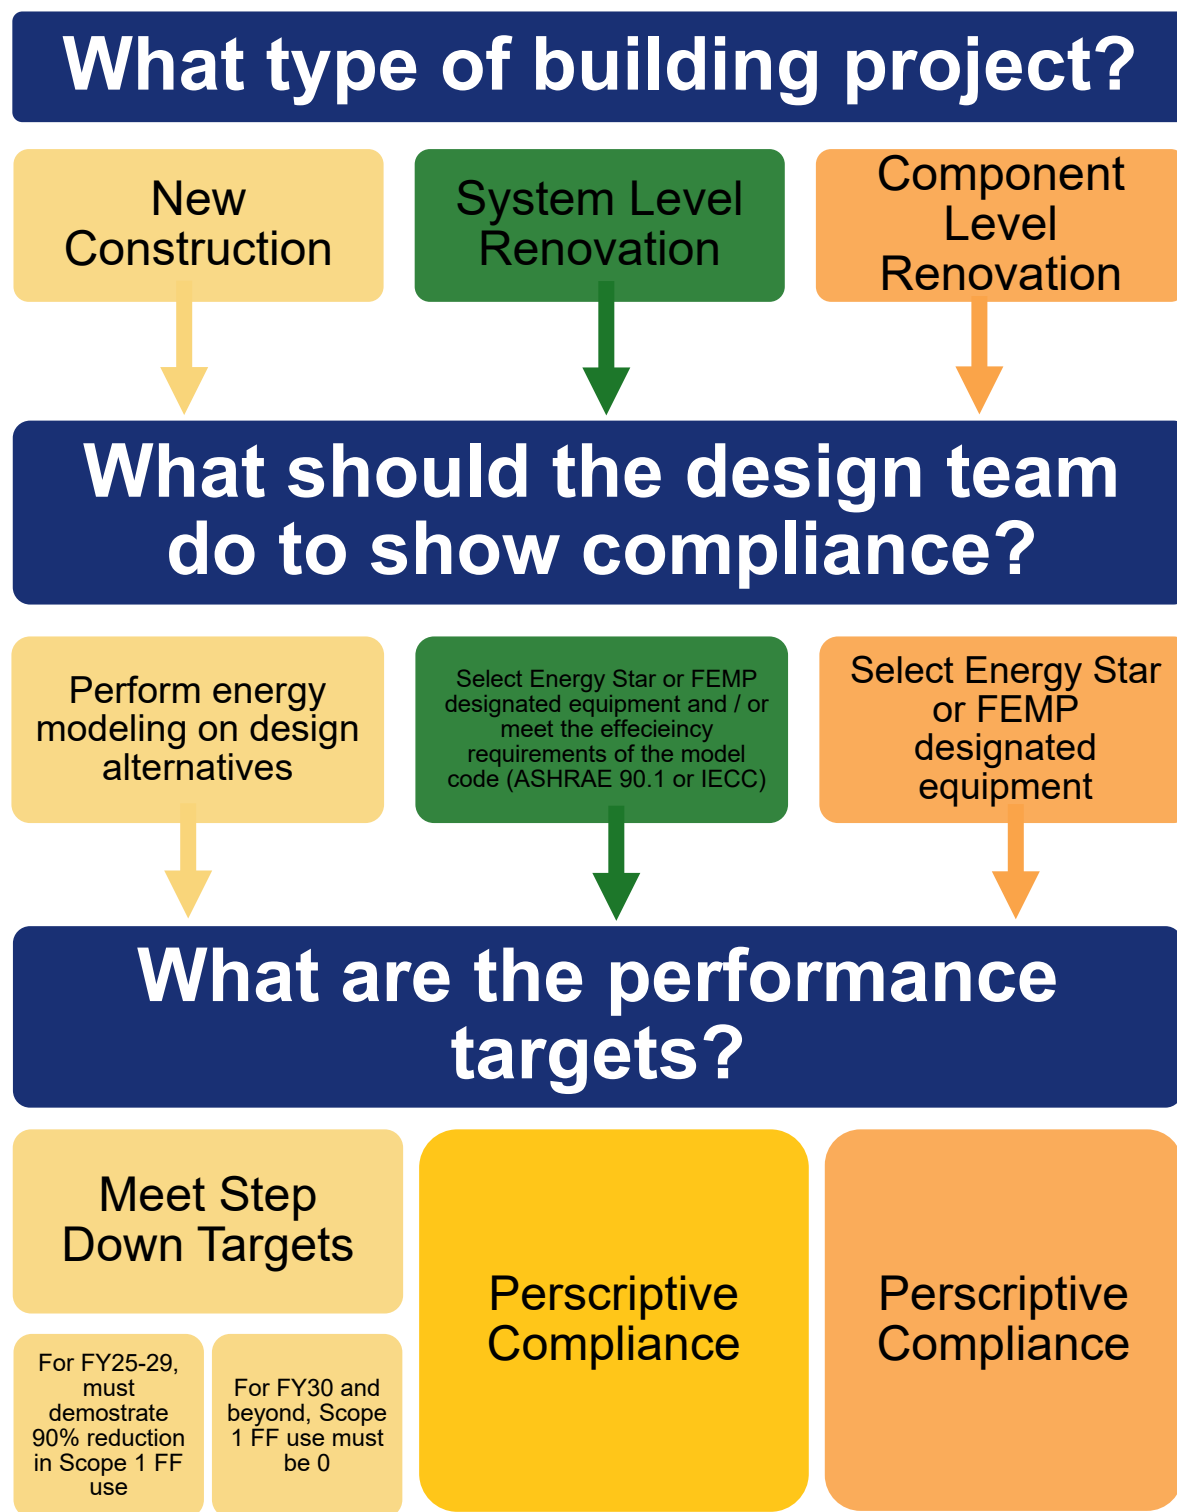 What type of building project?
New
Construction
System Level
Renovation
Component
Level
Renovation
What should the design team
do to show compliance?
Perform energy
modeling on design
alternatives
Select Energy Star or FEMP
designated equipment and / or
meet the effecieincy
requirements of the model
code (ASHRAE 90.1 or IECC)
Select Energy Star
or FEMP
designated
equipment
What are the performance
targets?
Meet Step
Down Targets
For FY25-29,
must
demostrate
90% reduction
in Scope 1 FF
use
For FY30 and
beyond, Scope
1 FF use must
be 0
Perscriptive
Compliance
Perscriptive
Compliance